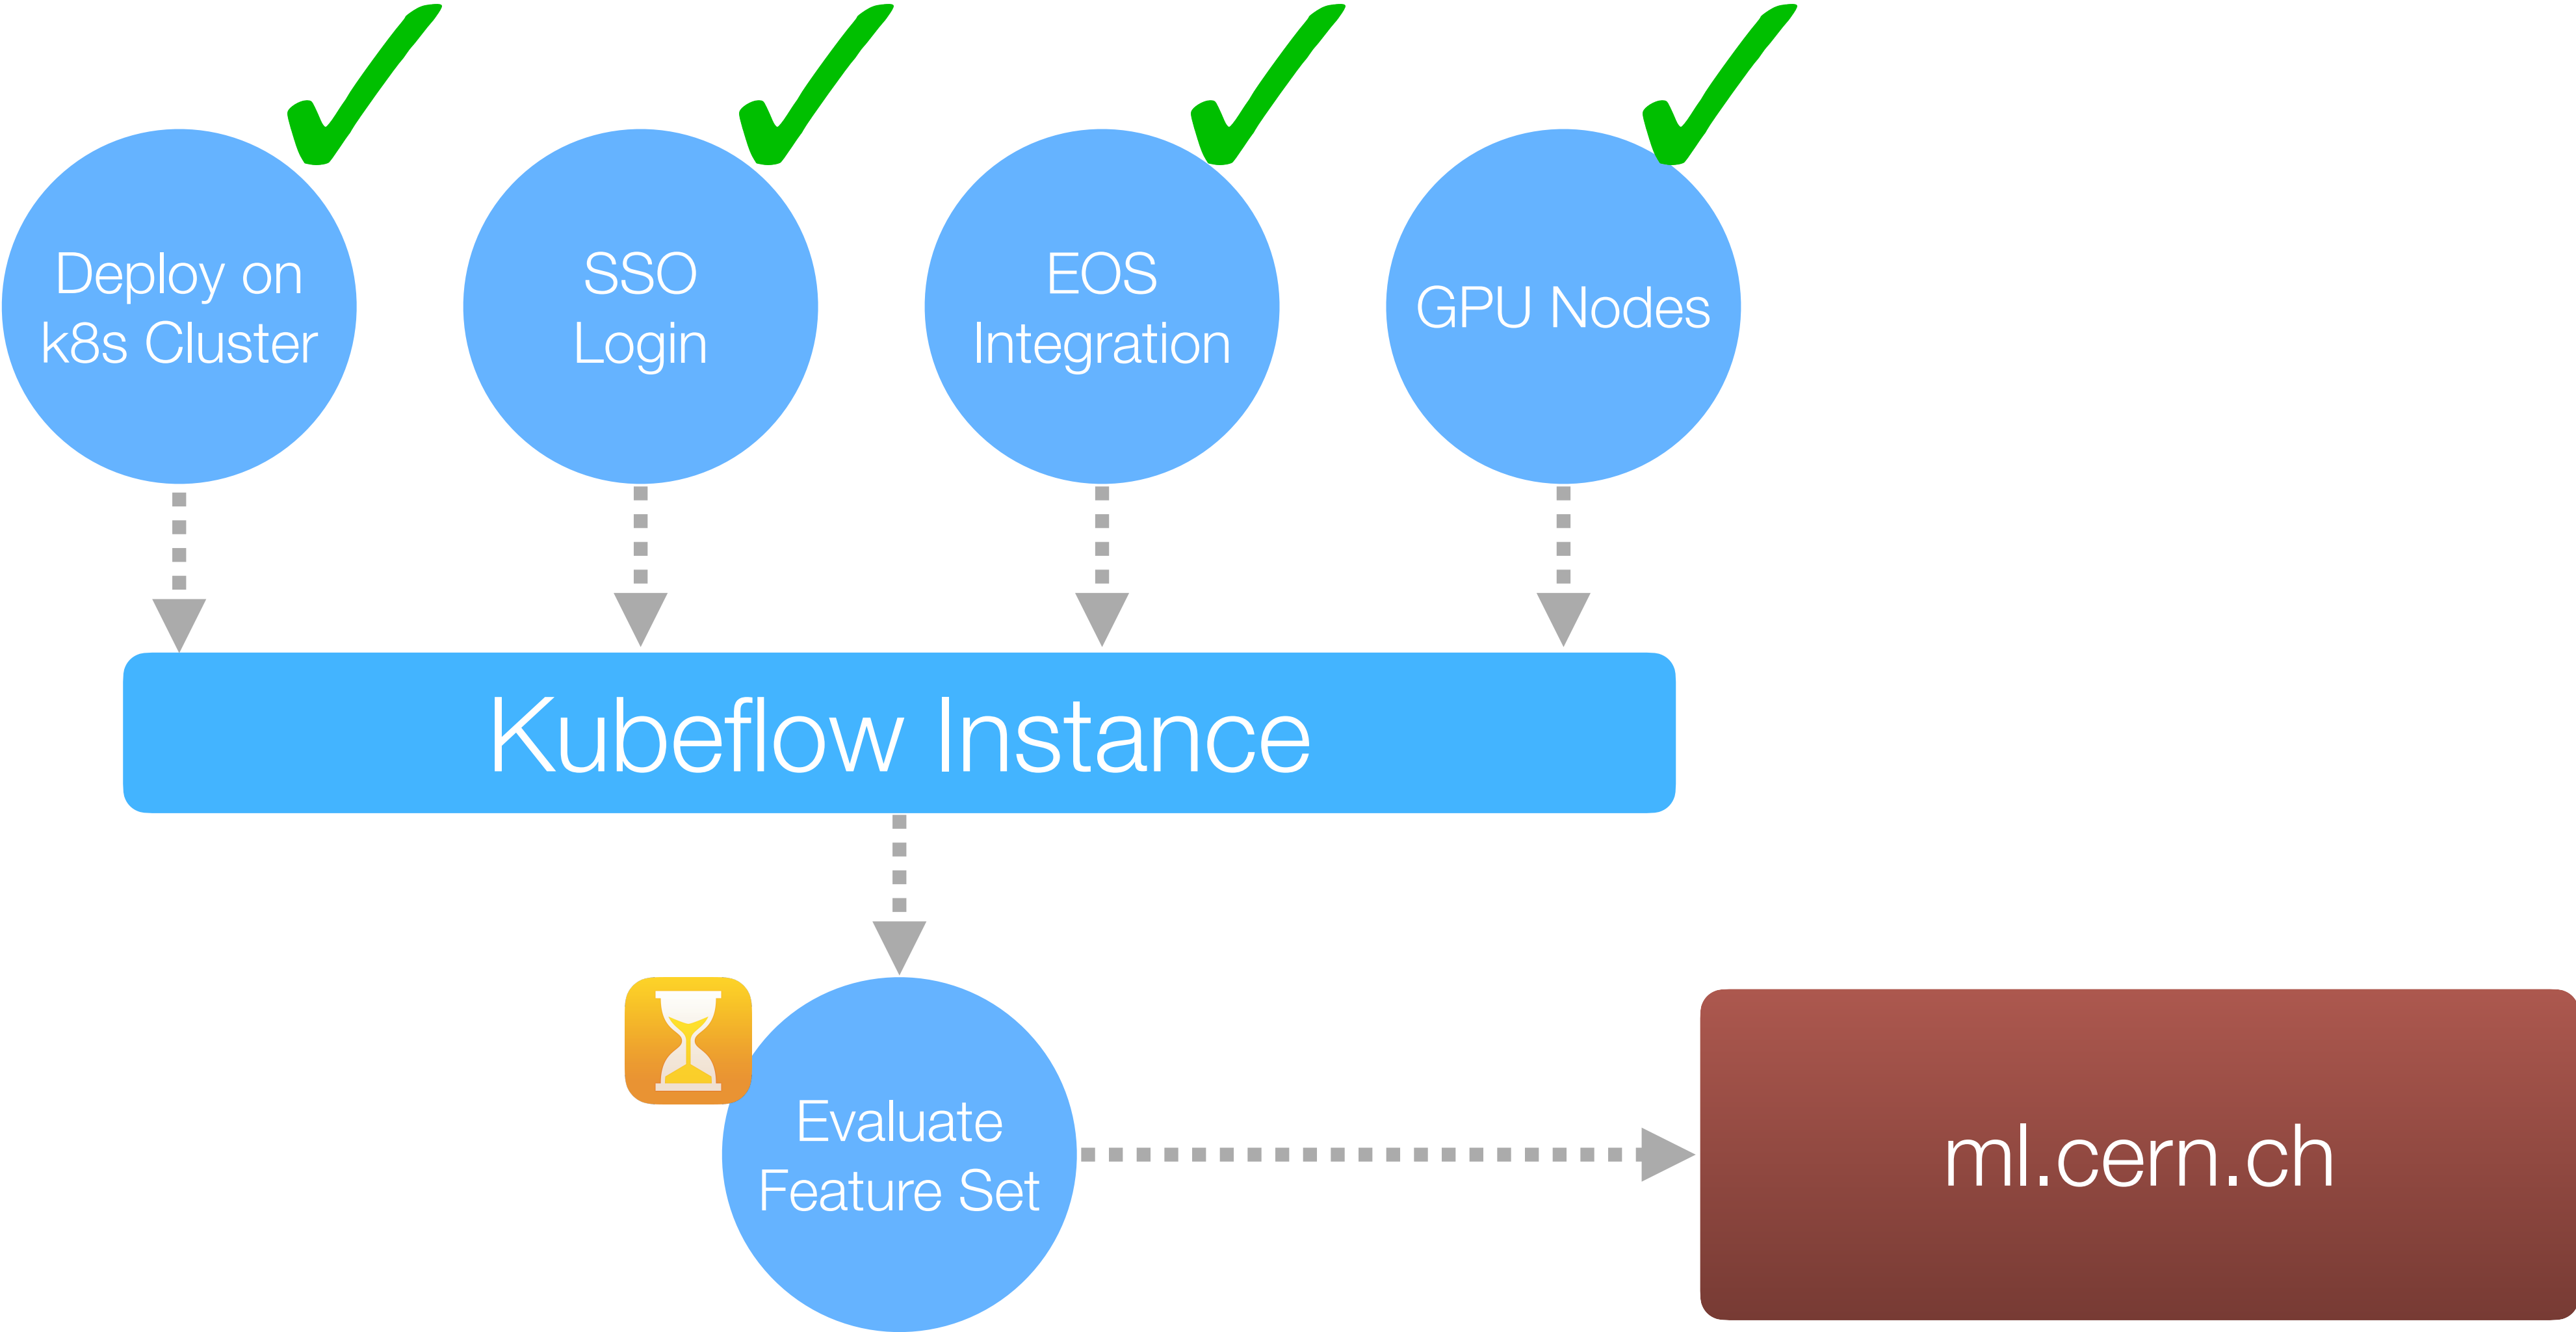 Deploy on
k8s Cluster
SSO
Login
EOS
Integration
GPU Nodes
Kubeflow Instance
Evaluate
Feature Set
ml.cern.ch